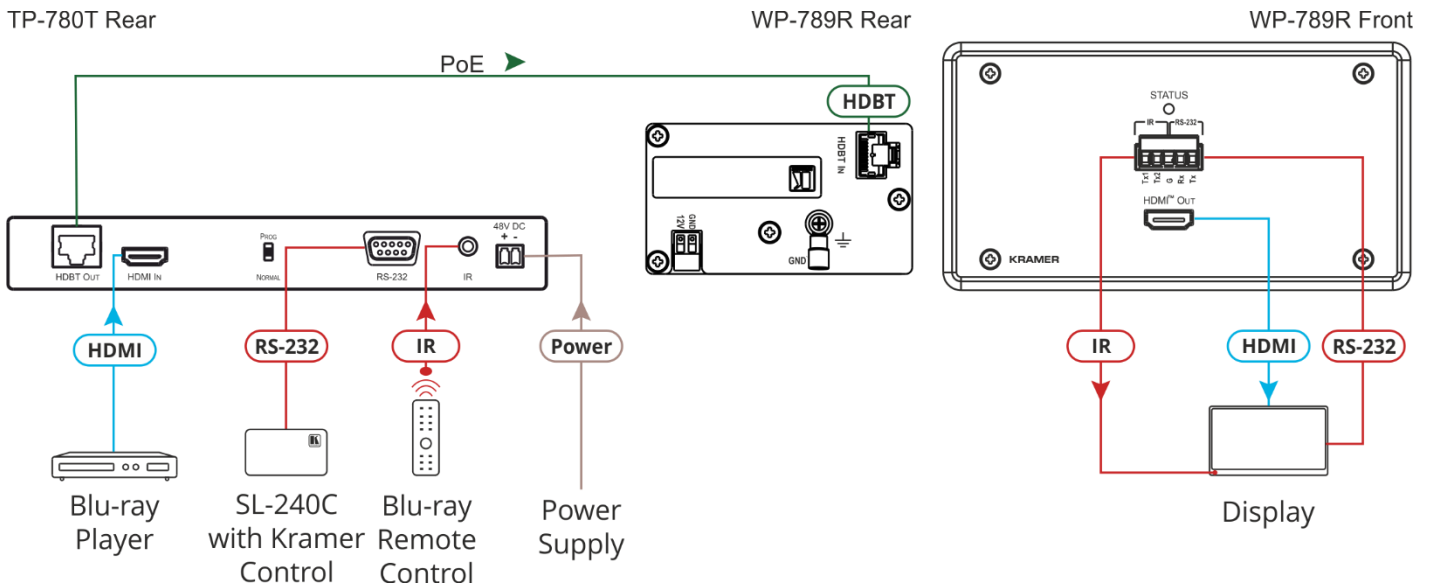 TP-780T Rear
WP-789R Rear
WP-789R Front
PoE
HDBT
HDBT IN
12V
GND
GND
STATUS
IR
RS-232
Tx1
Tx2
G
Rx
Tx
HDMI™ OUT
KRAMER
48V DC
+ -
PROG
NORMAL
HDBT OUT
HDMI IN
RS-232
IR
HDMI
RS-232
IR
Power
IR
HDMI
RS-232
K
Blu-ray
Player
SL-240C
with Kramer
Control
Blu-ray
Remote
Control
Power
Supply
Display